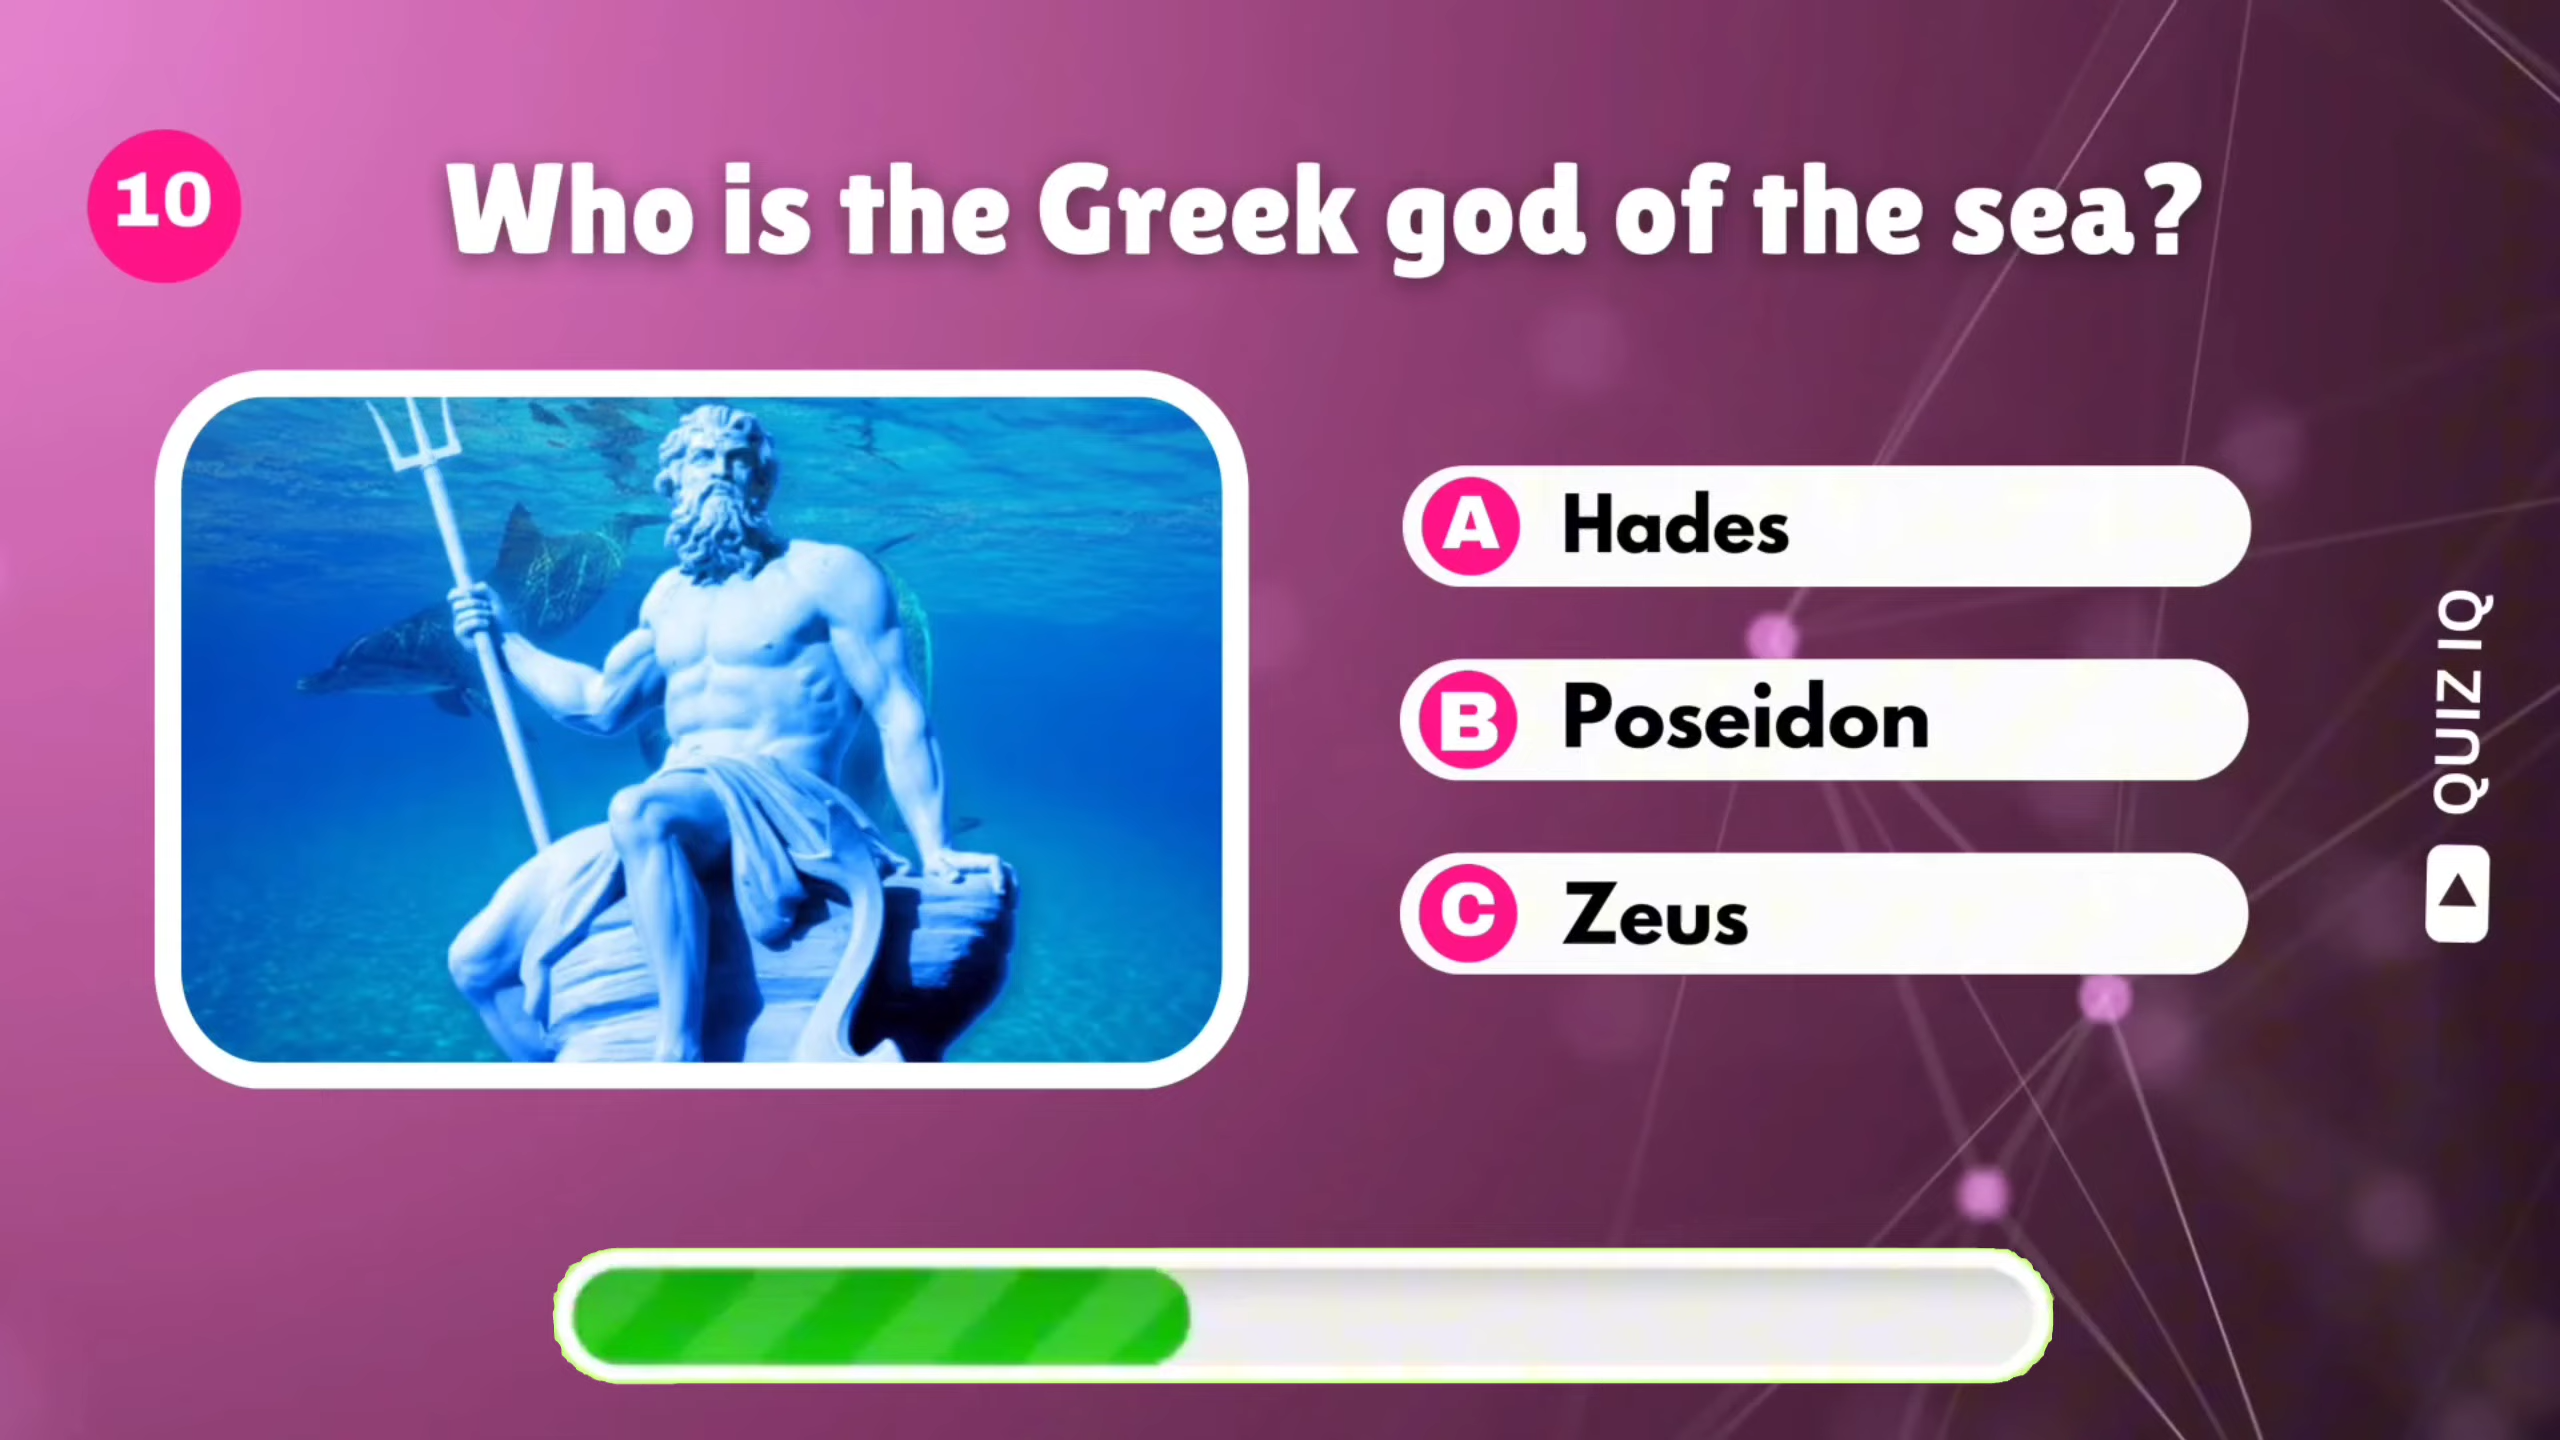 10
Who is the Greek god of the sea?
A Hades
B Poseidon
C Zeus
QUIZ IQ